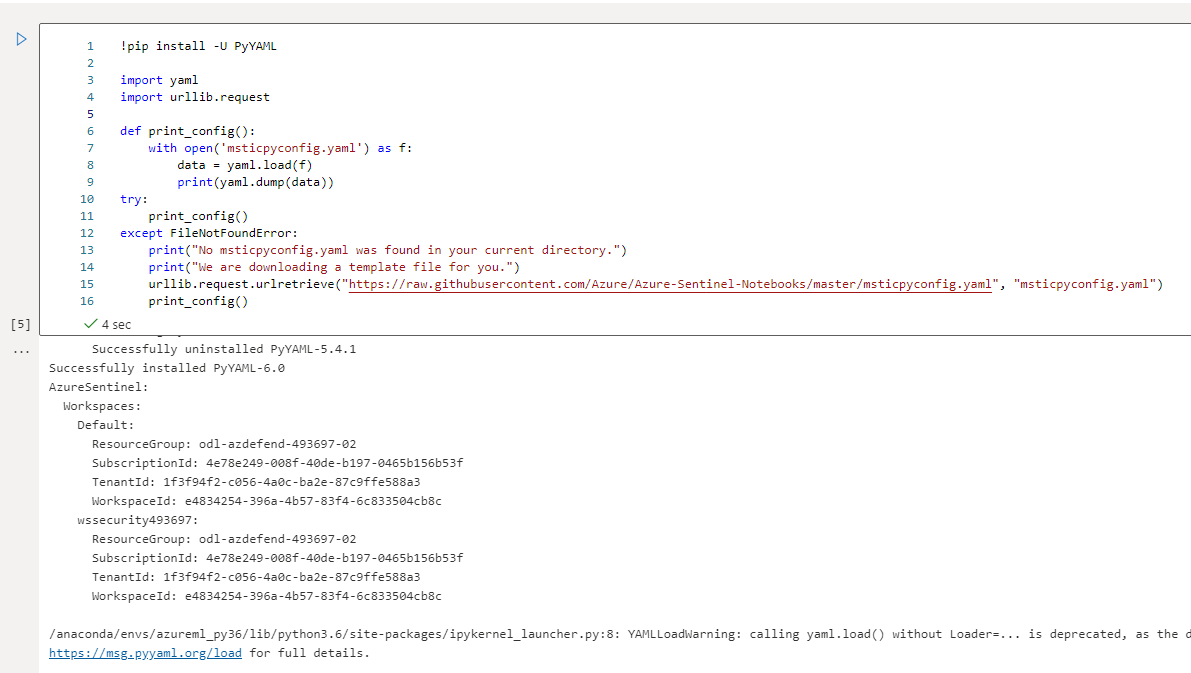 1 !pip install -U PyYAML
2
3 import yaml
4 import urllib.request
5
6 def print_config():
7     with open('msticpyconfig.yaml') as f:
8         data = yaml.load(f)
9         print(yaml.dump(data))
10 try:
11     print_config()
12 except FileNotFoundError:
13     print("No msticpyconfig.yaml was found in your current directory.")
14     print("We are downloading a template file for you.")
15     urllib.request.urlretrieve("https://raw.githubusercontent.com/Azure/Azure-Sentinel-Notebooks/master/msticpyconfig.yaml", "msticpyconfig.yaml")
16     print_config()
[5] ✓ 4 sec
...
      Successfully uninstalled PyYAML-5.4.1
Successfully installed PyYAML-6.0
AzureSentinel:
  Workspaces:
    Default:
      ResourceGroup: odl-azdefend-493697-02
      SubscriptionId: 4e78e249-008f-40de-b197-0465b156b53f
      TenantId: 1f3f94f2-c056-4a0c-ba2e-87c9ffe588a3
      WorkspaceId: e4834254-396a-4b57-83f4-6c833504cb8c
    wssecurity493697:
      ResourceGroup: odl-azdefend-493697-02
      SubscriptionId: 4e78e249-008f-40de-b197-0465b156b53f
      TenantId: 1f3f94f2-c056-4a0c-ba2e-87c9ffe588a3
      WorkspaceId: e4834254-396a-4b57-83f4-6c833504cb8c
/anaconda/envs/azureml_py36/lib/python3.6/site-packages/ipykernel_launcher.py:8: YAMLLoadWarning: calling yaml.load() without Loader=... is deprecated, as the
https://msg.pyyaml.org/load for full details.